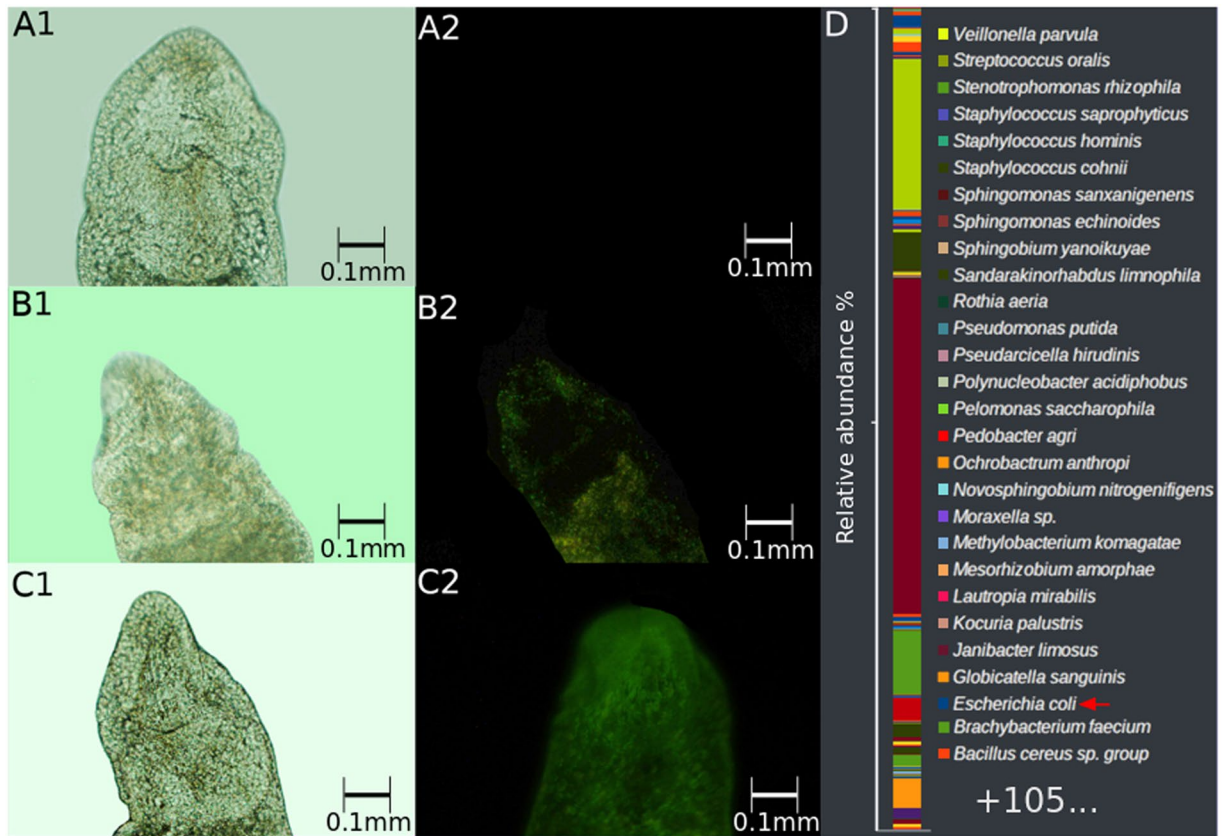 A1
0.1mm
A2
0.1mm
B1
0.1mm
B2
0.1mm
C1
0.1mm
C2
0.1mm
D
Relative abundance %
Veillonella parvula
Streptococcus oralis
Stenotrophomonas rhizophila
Staphylococcus saprophyticus
Staphylococcus hominis
Staphylococcus cohnii
Sphingomonas sanxanigenens
Sphingomonas echinoides
Sphingobium yanoikuyae
Sandarakinorhabdus limnophila
Rothia aeria
Pseudomonas putida
Pseudarcicella hirudinis
Polynucleobacter acidiphobus
Pelomonas saccharophila
Pedobacter agri
Ochrobactrum anthropi
Novosphingobium nitrogenifigens
Moraxella sp.
Methylobacterium komagatae
Mesorhizobium amorphae
Lautropia mirabilis
Kocuria palustris
Janibacter limosus
Globicatella sanguinis
Escherichia coli
Brachybacterium faecium
Bacillus cereus sp. group
+105...